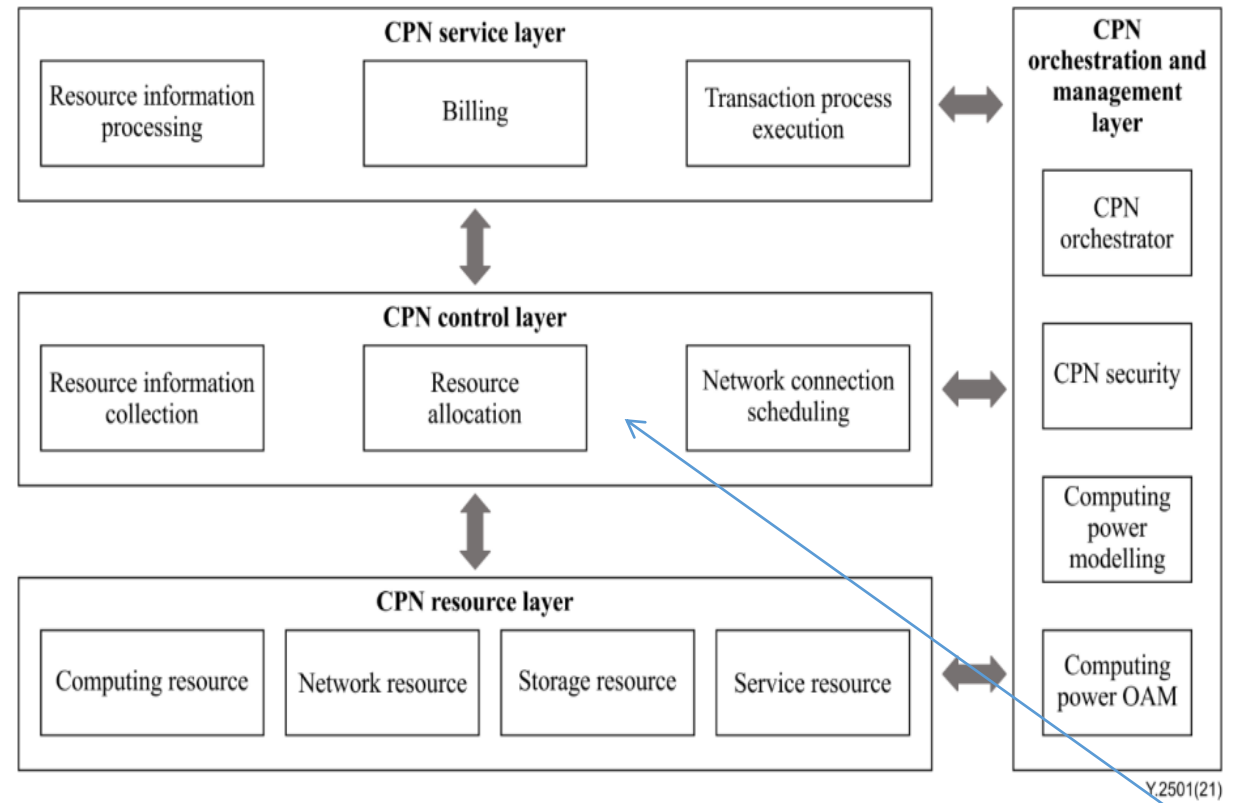 CPN service layer
Resource information
processing
Billing
Transaction process
execution
CPN control layer
Resource information
collection
Resource
allocation
Network connection
scheduling
CPN resource layer
Computing resource
Network resource
Storage resource
Service resource
CPN
orchestration and
management
layer
CPN
orchestrator
CPN security
Computing
power
modelling
Computing
power OAM
Y.2501(21)